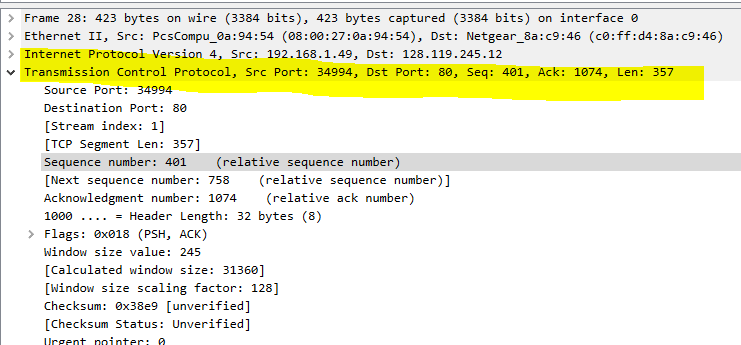 Frame 28: 423 bytes on wire (3384 bits), 423 bytes captured (3384 bits) on interface 0
Ethernet II, Src: PcsCompu_0a:94:54 (08:00:27:0a:94:54), Dst: Netgear_8a:c9:46 (c0:ff:d4:8a:c9:46)
Internet Protocol Version 4, Src: 192.168.1.49, Dst: 128.119.245.12
Transmission Control Protocol, Src Port: 34994, Dst Port: 80, Seq: 401, Ack: 1074, Len: 357
Source Port: 34994
Destination Port: 80
[Stream index: 1]
[TCP Segment Len: 357]
Sequence number: 401    (relative sequence number)
[Next sequence number: 758    (relative sequence number)]
Acknowledgment number: 1074    (relative ack number)
1000 .... = Header Length: 32 bytes (8)
Flags: 0x018 (PSH, ACK)
Window size value: 245
[Calculated window size: 31360]
[Window size scaling factor: 128]
Checksum: 0x38e9 [unverified]
[Checksum Status: Unverified]
Urgent pointer: 0